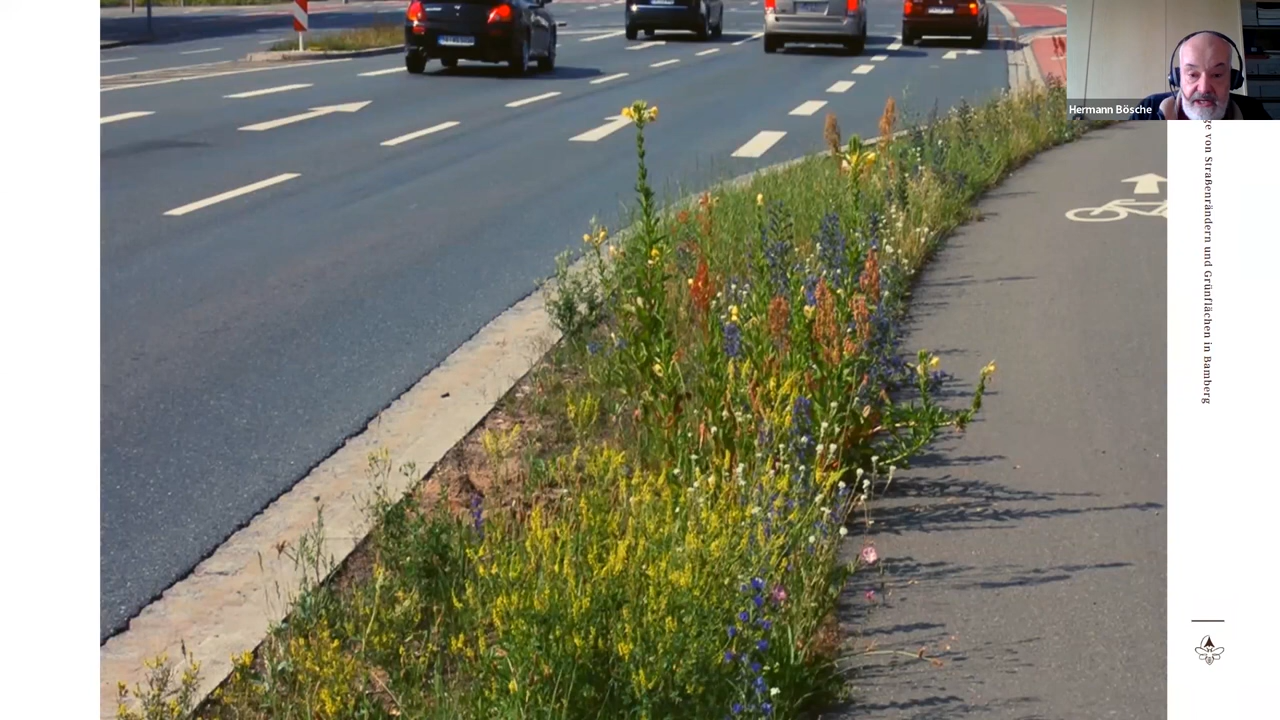 Hermann Bösche
ge von Straßenrändern und Grünflächen in Bamberg